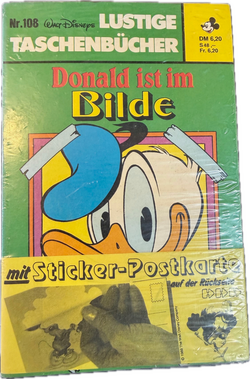 Nr.108 WALT DISNEYS LUSTIGE
TASCHENBÜCHER
DM 6,20
S 48,–
Fr. 6,20
Donald ist im
Bilde
mit Sticker-Postkarte
auf der Rückseite